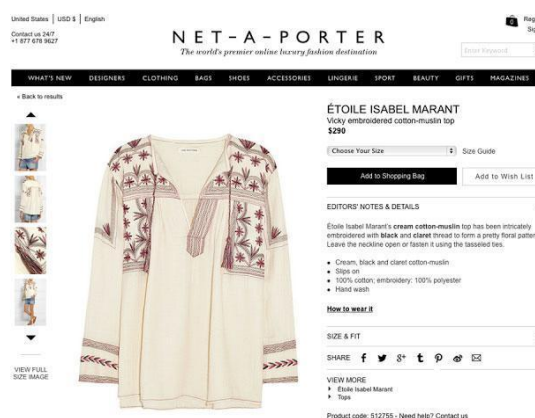 United States | USD $ | English
Contact us 24/7
+1 877 678 9627
0
NET-A-PORTER
The world's premier online luxury fashion destination
Enter Keyword
WHAT'S NEW DESIGNERS CLOTHING BAGS SHOES ACCESSORIES LINGERIE SPORT BEAUTY GIFTS MAGAZINES
< Back to results
ÉTOILE ISABEL MARANT
Vicky embroidered cotton-muslin top
$290
Choose Your Size
Size Guide
Add to Shopping Bag
Add to Wish List
EDITORS' NOTES & DETAILS
Étoile Isabel Marant's cream cotton-muslin top has been intricately
embroidered with black and claret thread to form a pretty floral pattern.
Leave the neckline open or fasten it using the tasseled ties.
• Cream, black and claret cotton-muslin
• Slips on
• 100% cotton; embroidery: 100% polyester
• Hand wash
How to wear it
SIZE & FIT
SHARE
VIEW MORE
Étoile Isabel Marant
Tops
Product code: 512755 - Need help? Contact us
VIEW FULL
SIZE IMAGE